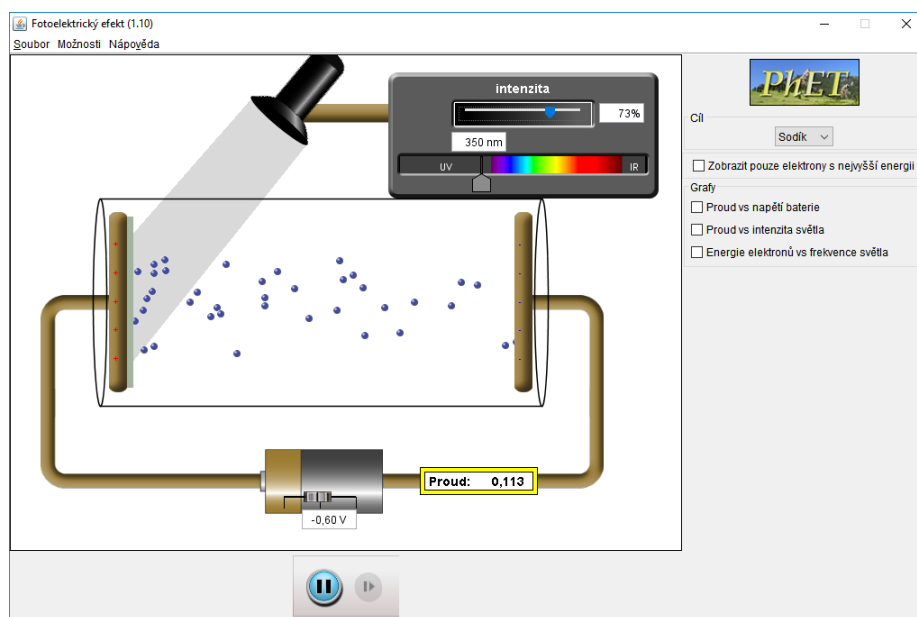 Fotoelektrický efekt (1.10)
Soubor Možnosti Nápověda
intenzita
73%
350 nm
UV
IR
PhET
Cíl
Sodík
Zobrazit pouze elektrony s nejvyšší energii
Grafy
Proud vs napětí baterie
Proud vs intenzita světla
Energie elektronů vs frekvence světla
Proud: 0,113
-0,60 V